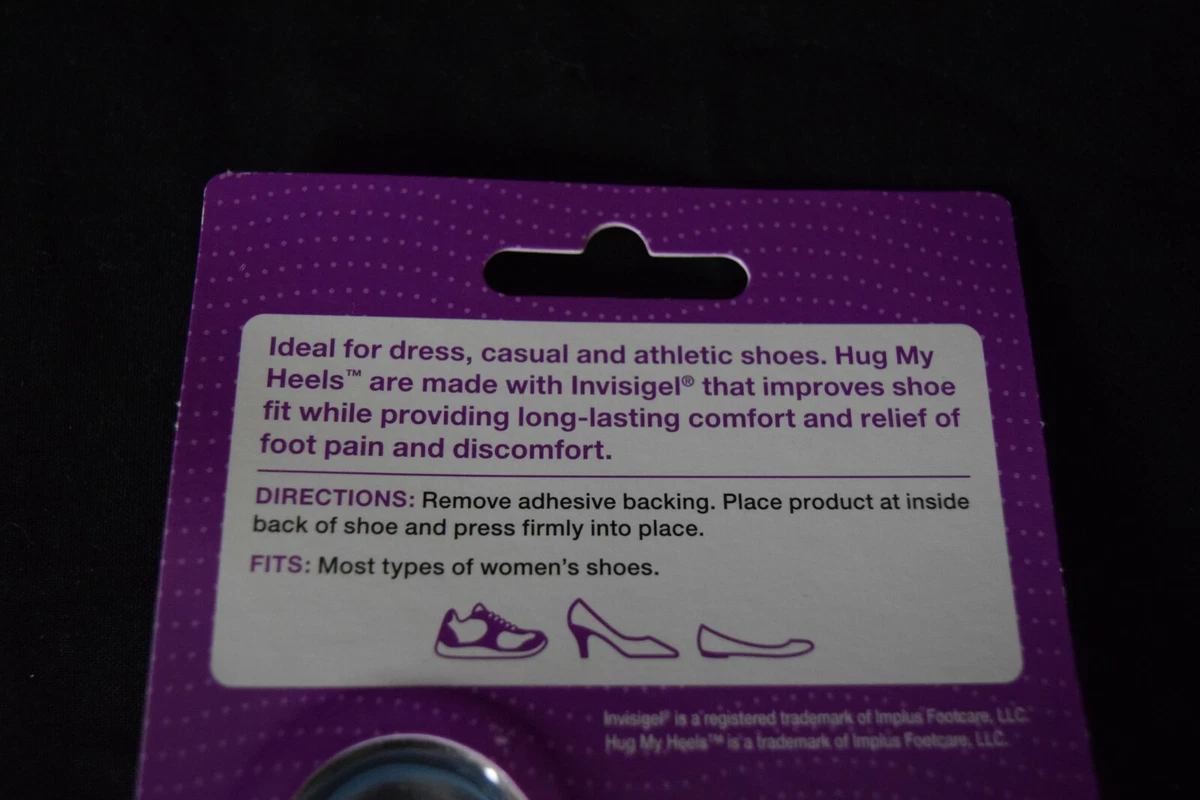 Ideal for dress, casual and athletic shoes. Hug My
Heels™ are made with Invisigel® that improves shoe
fit while providing long-lasting comfort and relief of
foot pain and discomfort.
DIRECTIONS: Remove adhesive backing. Place product at inside
back of shoe and press firmly into place.
FITS: Most types of women's shoes.
Invisigel® is a registered trademark of Implus Footcare, LLC.
Hug My Heels™ is a trademark of Implus Footcare, LLC.